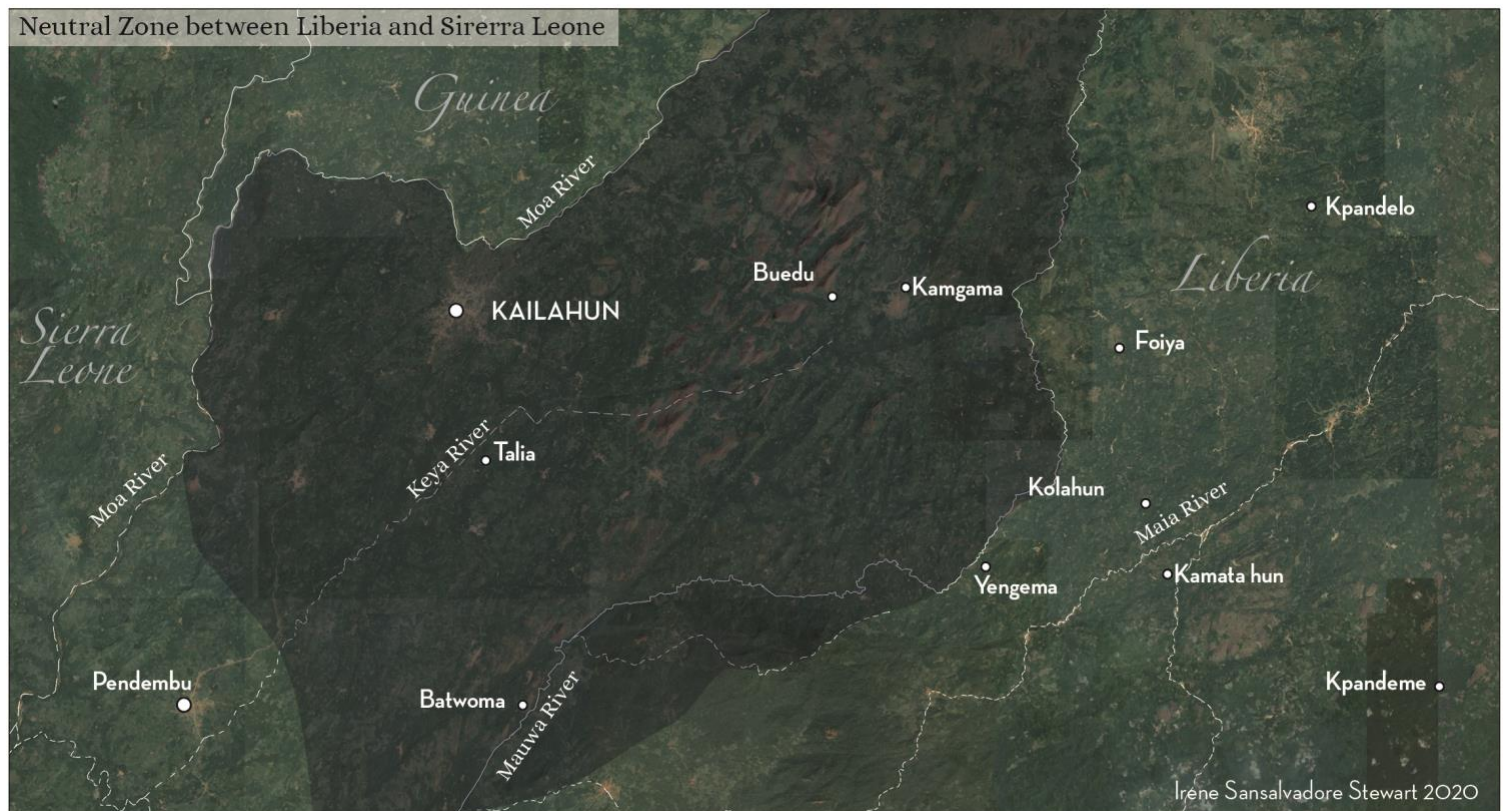 Neutral Zone between Liberia and Sirerra Leone
Guinea
Moa River
Kpandelo
Liberia
Buedu
Kamgama
KAILAHUN
Sierra
Leone
Foiya
Keya River
Talia
Moa River
Kolahun
Maia River
Yengema
Kamata hun
Pendembu
Batwoma
Mauwa River
Kpandeme
Irene Sansalvadore Stewart 2020